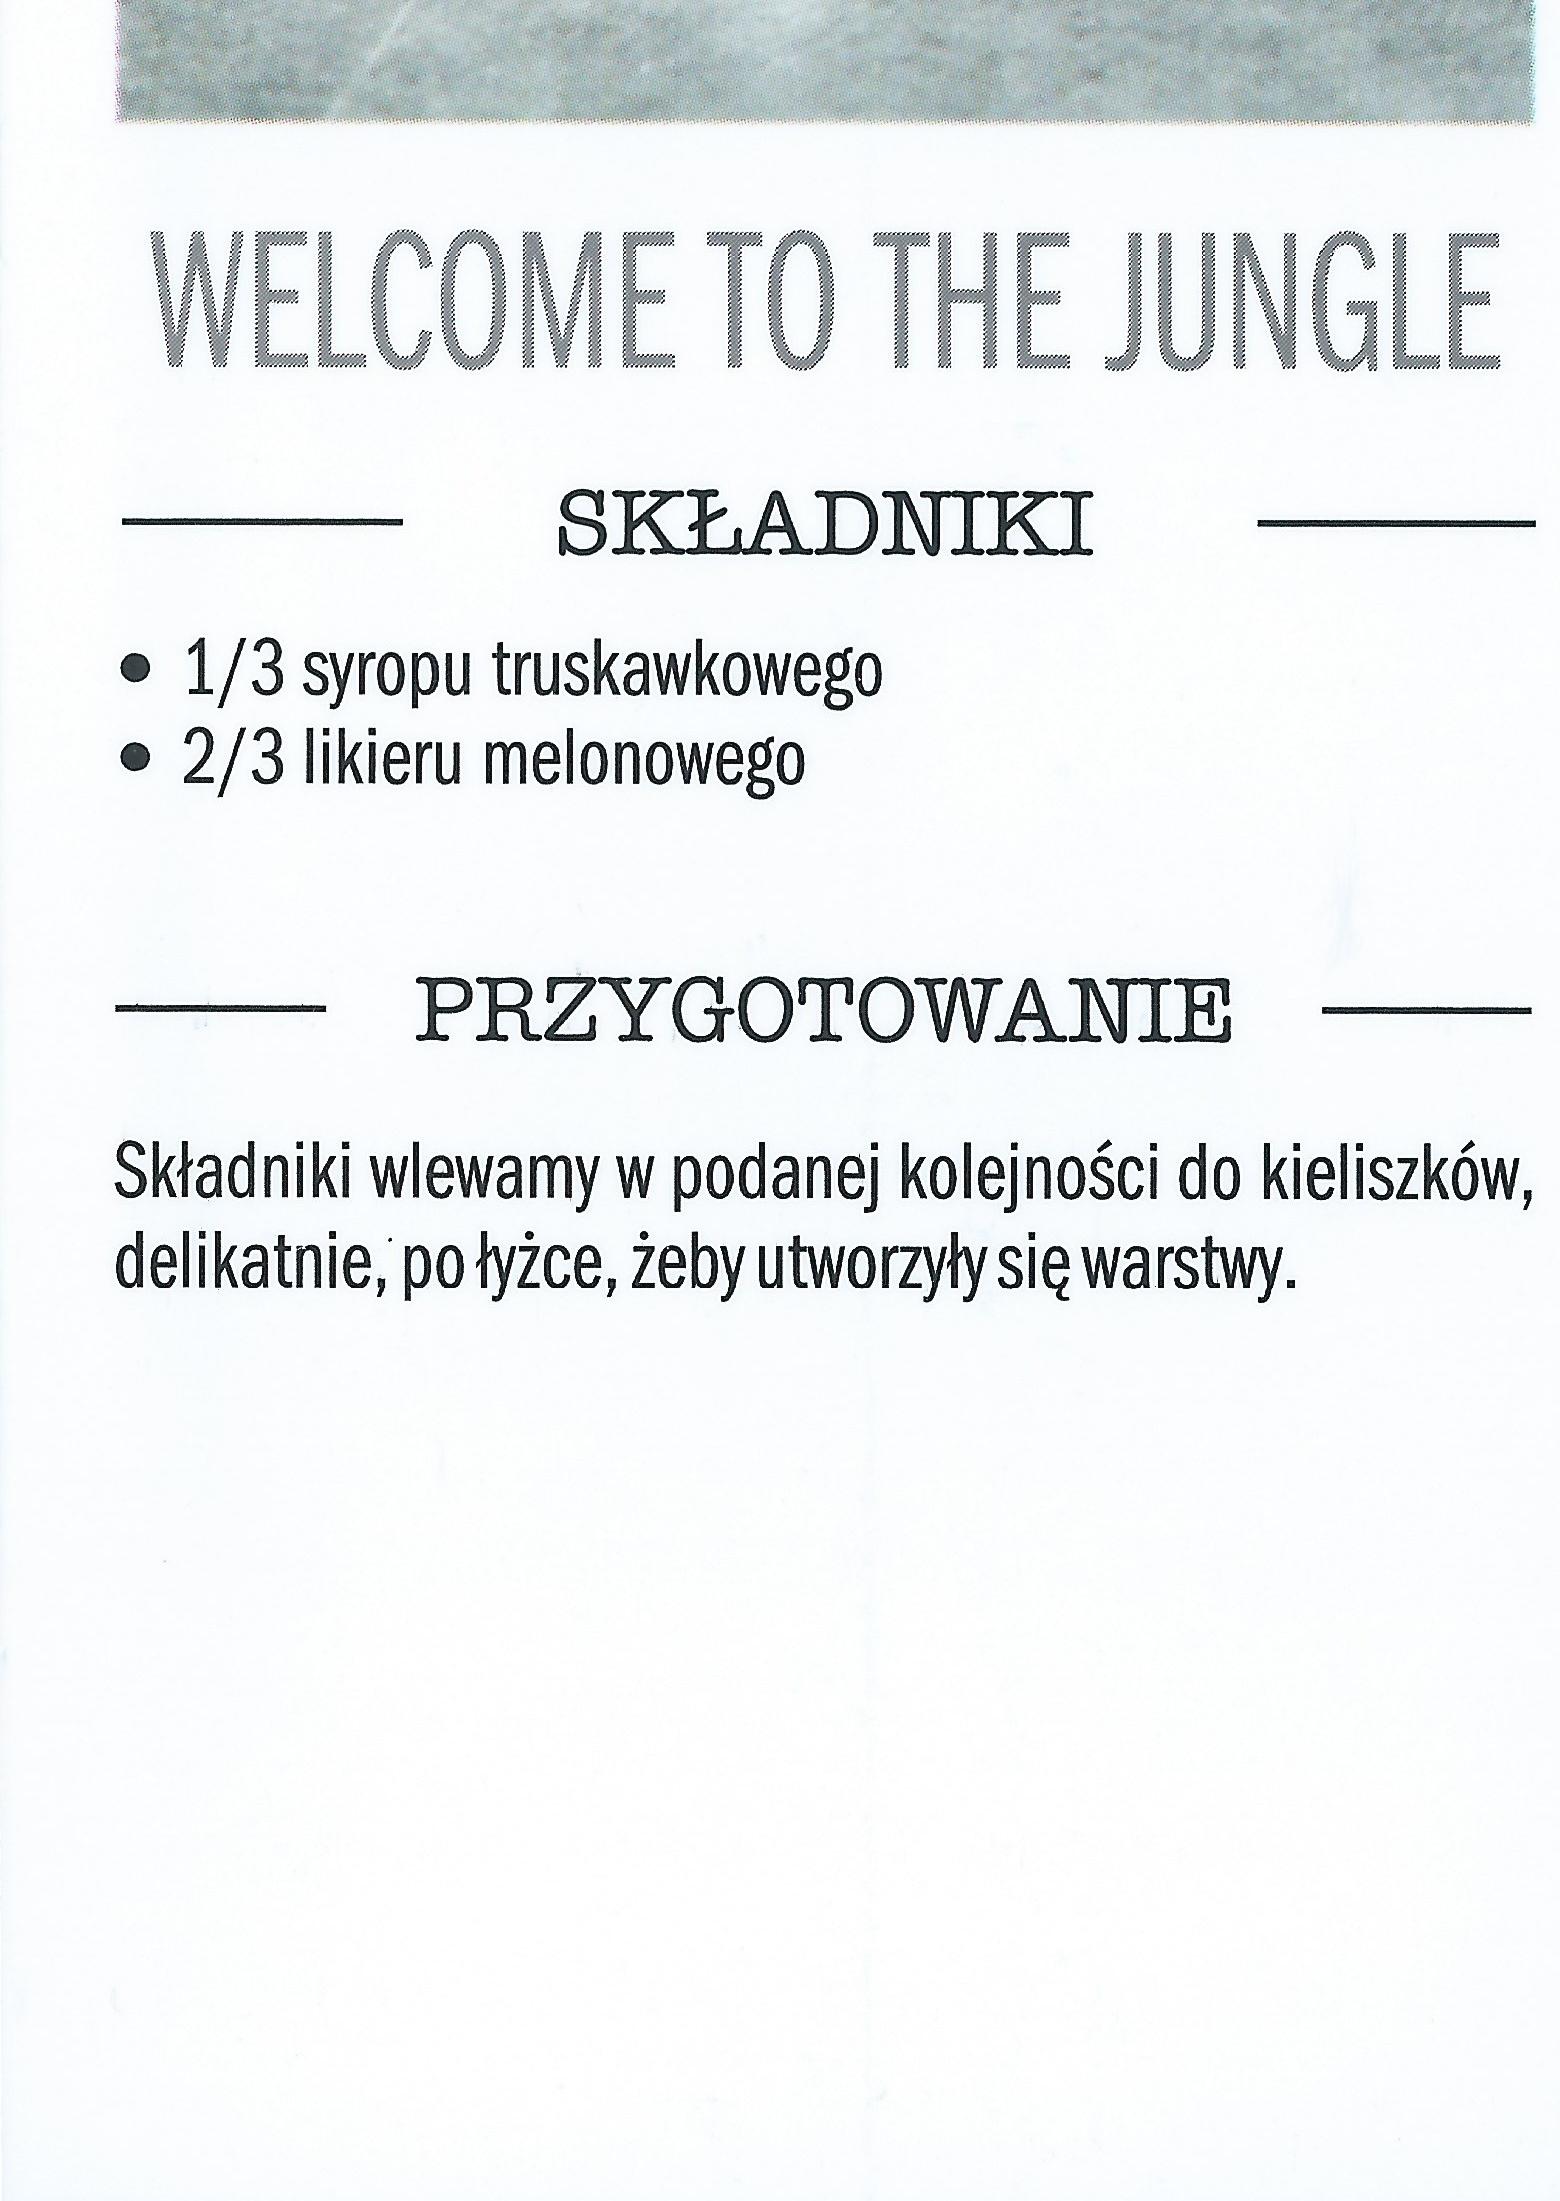 WELCOME TO THE JUNGLE
SKŁADNIKI
• 1/3 syropu truskawkowego
• 2/3 likieru melonowego
PRZYGOTOWANIE
Składniki wlewamy w podanej kolejności do kieliszków,
delikatnie, po łyżce, żeby utworzyły się warstwy.